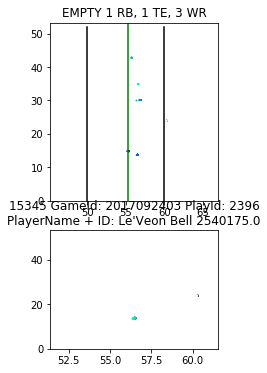 EMPTY 1 RB, 1 TE, 3 WR
50
40
30
20
10
0
50 55 60 65
15345 GameId: 2017092403 PlayId: 2396
PlayerName + ID: Le'Veon Bell 2540175.0
40
20
0
52.5 55.0 57.5 60.0